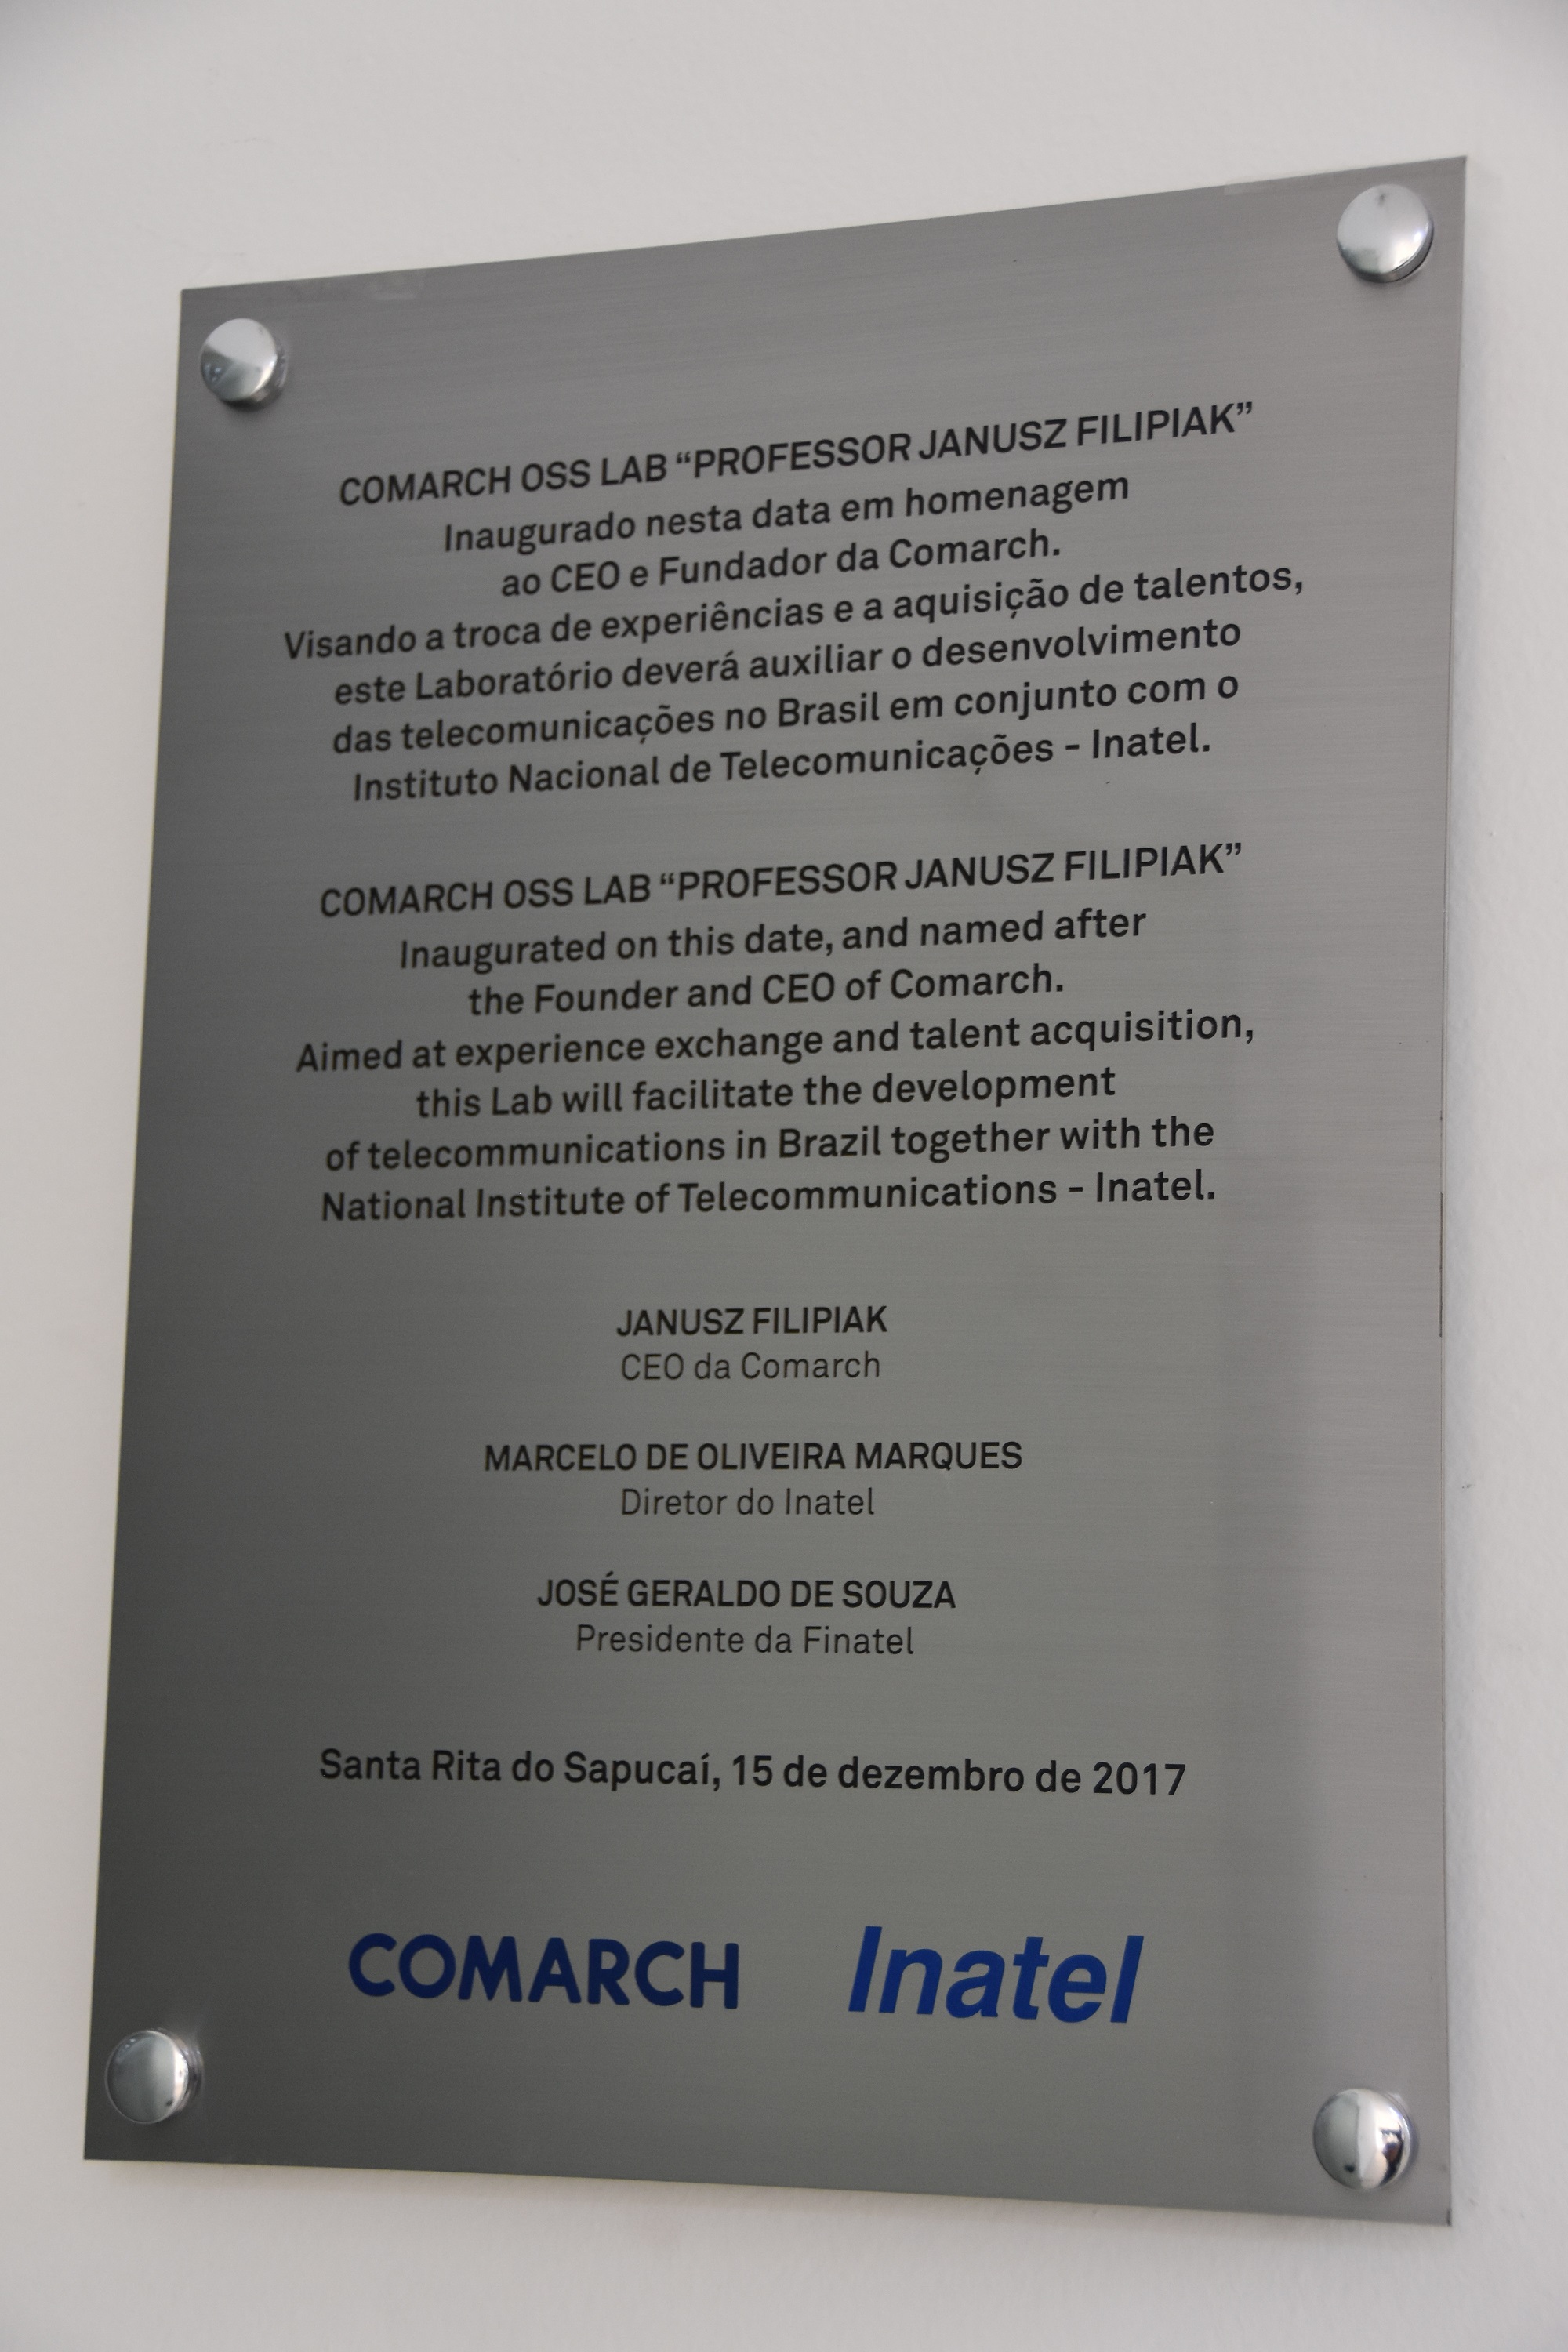 COMARCH OSS LAB “PROFESSOR JANUSZ FILIPIAK”
Inaugurado nesta data em homenagem
ao CEO e Fundador da Comarch.
Visando a troca de experiências e a aquisição de talentos,
este Laboratório deverá auxiliar o desenvolvimento
das telecomunicações no Brasil em conjunto com o
Instituto Nacional de Telecomunicações - Inatel.
COMARCH OSS LAB “PROFESSOR JANUSZ FILIPIAK”
Inaugurated on this date, and named after
the Founder and CEO of Comarch.
Aimed at experience exchange and talent acquisition,
this Lab will facilitate the development
of telecommunications in Brazil together with the
National Institute of Telecommunications - Inatel.
JANUSZ FILIPIAK
CEO da Comarch
MARCELO DE OLIVEIRA MARQUES
Diretor do Inatel
JOSÉ GERALDO DE SOUZA
Presidente da Finatel
Santa Rita do Sapucaí, 15 de dezembro de 2017
COMARCH Inatel